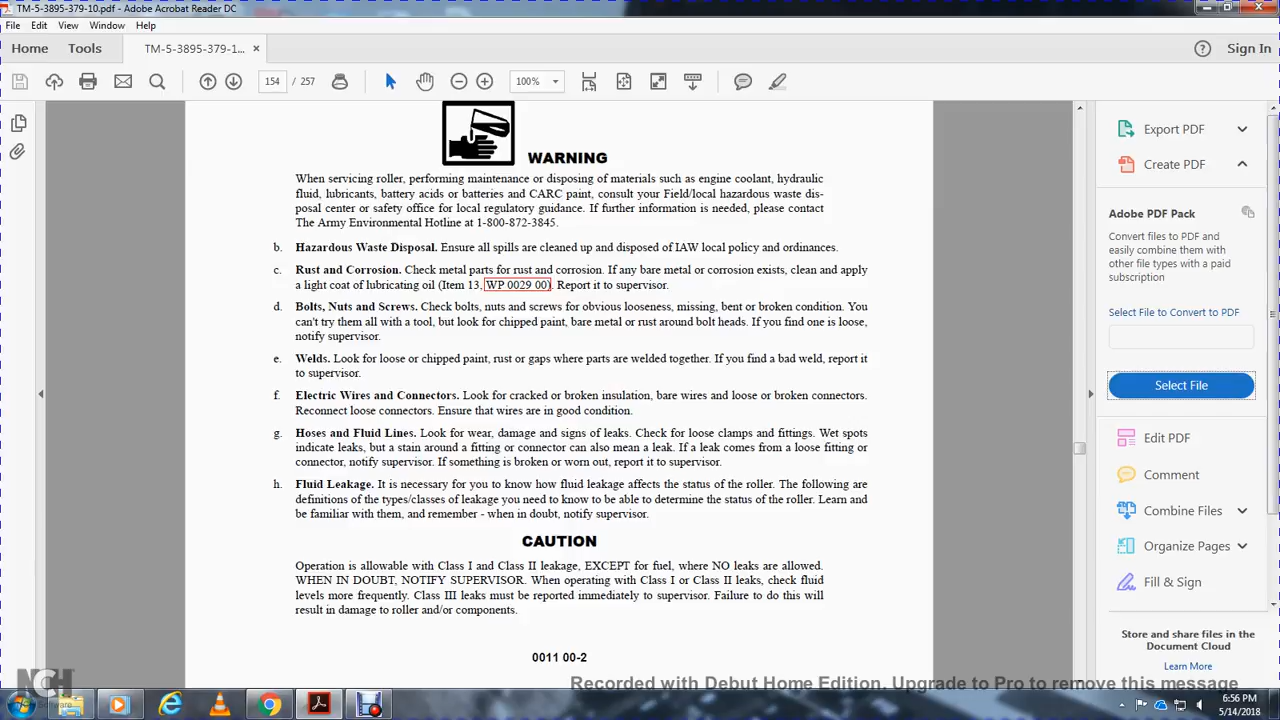 TM-5-3895-379-10.pdf - Adobe Acrobat Reader DC
File Edit View Window Help
Home Tools TM-5-3895-379-1... × Sign In
154 / 257 100%
WARNING
When servicing roller, performing maintenance or disposing of materials such as engine coolant, hydraulic
fluid, lubricants, battery acids or batteries and CARC paint, consult your Field/local hazardous waste dis-
posal center or safety office for local regulatory guidance. If further information is needed, please contact
The Army Environmental Hotline at 1-800-872-3845.
b. Hazardous Waste Disposal. Ensure all spills are cleaned up and disposed of IAW local policy and ordinances.
c. Rust and Corrosion. Check metal parts for rust and corrosion. If any bare metal or corrosion exists, clean and apply
a light coat of lubricating oil (Item 13, WP 0029 00). Report it to supervisor.
d. Bolts, Nuts and Screws. Check bolts, nuts and screws for obvious looseness, missing, bent or broken condition. You
can't try them all with a tool, but look for chipped paint, bare metal or rust around bolt heads. If you find one is loose,
notify supervisor.
e. Welds. Look for loose or chipped paint, rust or gaps where parts are welded together. If you find a bad weld, report it
to supervisor.
f. Electric Wires and Connectors. Look for cracked or broken insulation, bare wires and loose or broken connectors.
Reconnect loose connectors. Ensure that wires are in good condition.
g. Hoses and Fluid Lines. Look for wear, damage and signs of leaks. Check for loose clamps and fittings. Wet spots
indicate leaks, but a stain around a fitting or connector can also mean a leak. If a leak comes from a loose fitting or
connector, notify supervisor. If something is broken or worn out, report it to supervisor.
h. Fluid Leakage. It is necessary for you to know how fluid leakage affects the status of the roller. The following are
definitions of the types/classes of leakage you need to know to be able to determine the status of the roller. Learn and
be familiar with them, and remember - when in doubt, notify supervisor.
CAUTION
Operation is allowable with Class I and Class II leakage, EXCEPT for fuel, where NO leaks are allowed.
WHEN IN DOUBT, NOTIFY SUPERVISOR. When operating with Class I or Class II leaks, check fluid
levels more frequently. Class III leaks must be reported immediately to supervisor. Failure to do this will
result in damage to roller and/or components.
0011 00-2
Export PDF
Create PDF
Adobe PDF Pack
Convert files to PDF and
easily combine them with
other file types with a paid
subscription
Select File to Convert to PDF
Select File
Edit PDF
Comment
Combine Files
Organize Pages
Fill & Sign
Store and share files in the
Document Cloud
Learn More
NCH
Software
Recorded with Debut Home Edition. Upgrade to Pro to remove this message
6:56 PM
5/14/2018